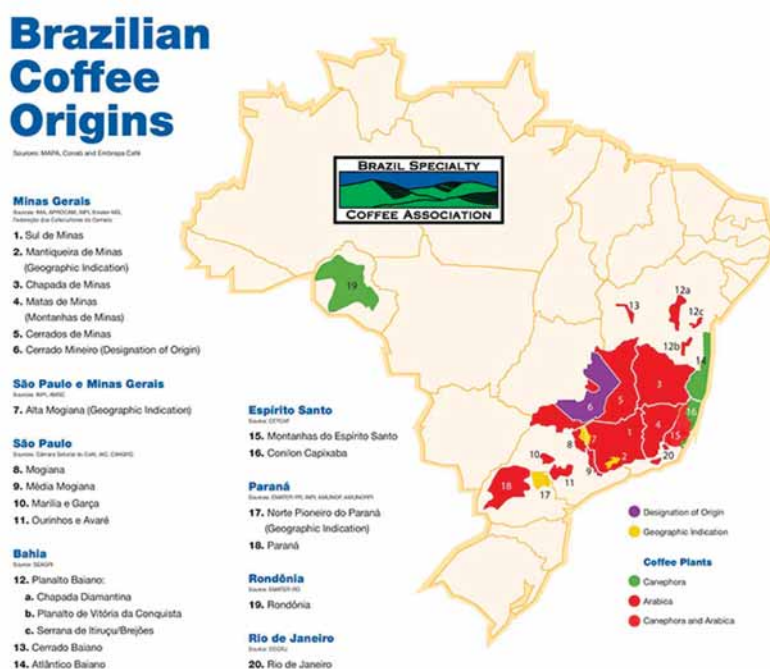 Brazilian
Coffee
Origins
Sources: MAPA, Conab and Embrapa Café
BRAZIL SPECIALTY
COFFEE ASSOCIATION
Minas Gerais
1. Sul de Minas
2. Mantiqueira de Minas
(Geographic Indication)
3. Chapada de Minas
4. Matas de Minas
(Montanhas de Minas)
5. Cerrados de Minas
6. Cerrado Mineiro (Designation of Origin)
São Paulo e Minas Gerais
7. Alta Mogiana (Geographic Indication)
São Paulo
8. Mogiana
9. Média Mogiana
10. Marília e Garça
11. Ourinhos e Avaré
Bahia
12. Planalto Baiano:
a. Chapada Diamantina
b. Planalto de Vitória da Conquista
c. Serrana de Itiruçu/Brejões
13. Cerrado Baiano
14. Atlântico Baiano
Espírito Santo
15. Montanhas do Espírito Santo
16. Conilon Capixaba
Paraná
17. Norte Pioneiro do Paraná
(Geographic Indication)
18. Paraná
Rondônia
19. Rondônia
Rio de Janeiro
20. Rio de Janeiro
19
13
12a
12c
12b
14
3
5
6
16
4
1
15
7
8
20
2
9
10
11
17
18
Designation of Origin
Geographic Indication
Coffee Plants
Canephora
Arabica
Canephora and Arabica